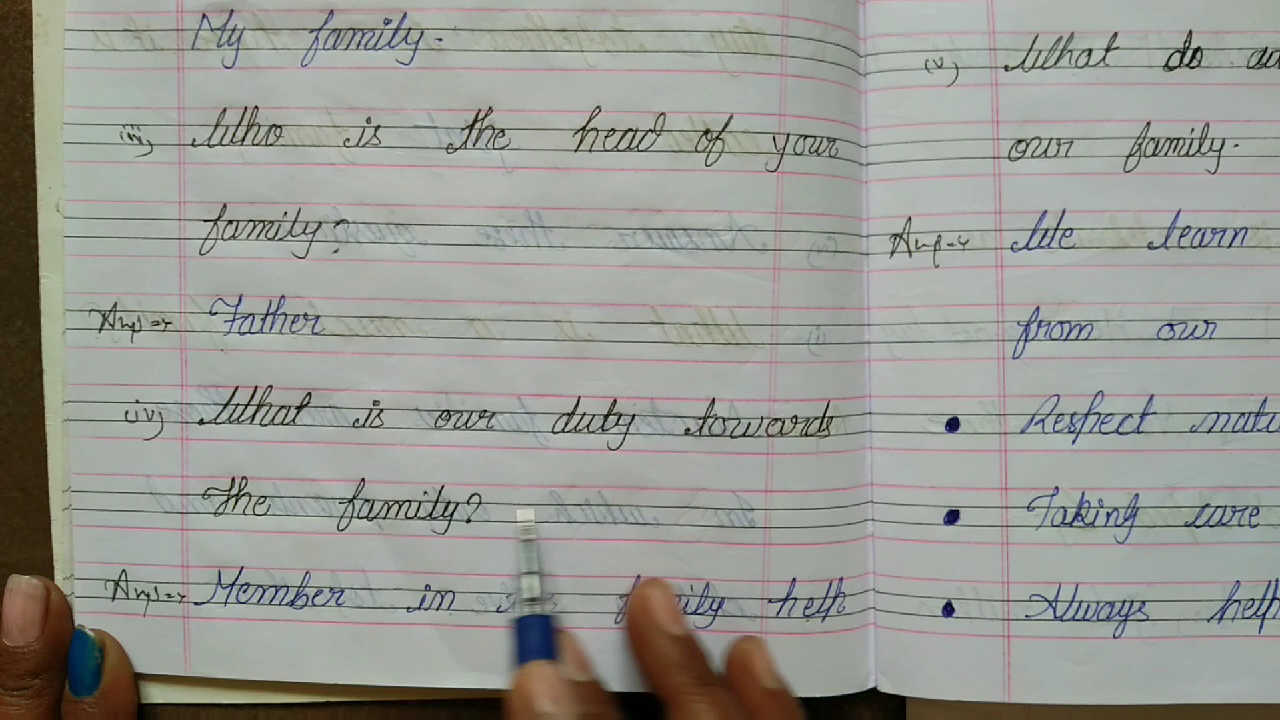 My family.
iii) Who is the head of your
family?
Ans⇒ Father
iv) What is our duty towards
The family?
Ans⇒ Member in family help
(v) What do
our family.
Ans→ We learn
from our
• Respect
• Taking care
• Always help